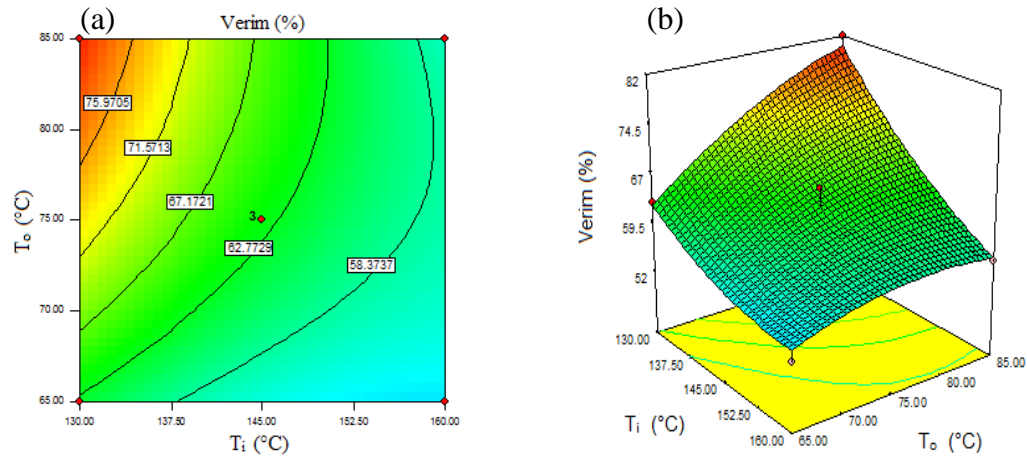 (a)
Verim (%)
85.00
80.00
75.00
70.00
65.00
T₀ (°C)
75.9705
71.5713
67.1721
62.7729
58.3737
3
130.00 137.50 145.00 152.50 160.00
Tᵢ (°C)
(b)
82
74.5
67
59.5
52
Verim (%)
130.00
137.50
145.00
152.50
160.00
Tᵢ (°C)
65.00
70.00
75.00
80.00
85.00
T₀ (°C)